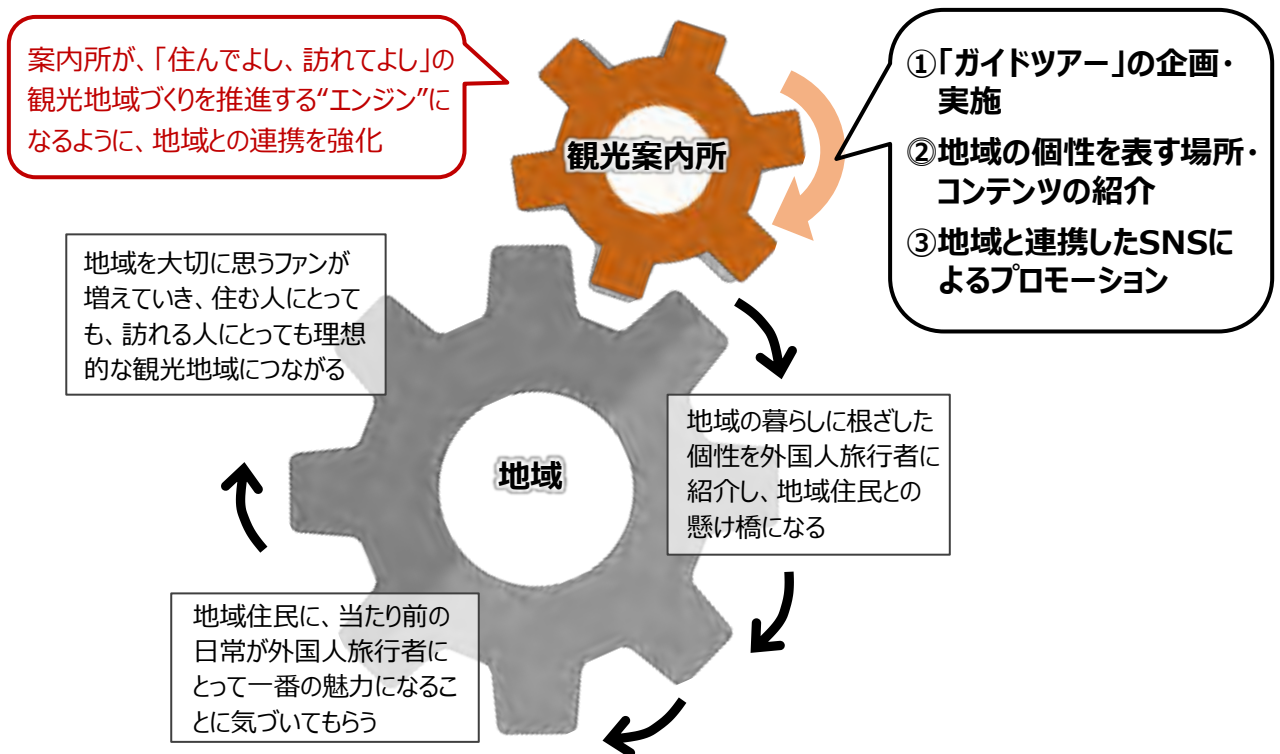 案内所が、「住んでよし、訪れてよし」の
観光地域づくりを推進する“エンジン”に
なるように、地域との連携を強化
観光案内所
①「ガイドツアー」の企画・
実施
②地域の個性を表す場所・
コンテンツの紹介
③地域と連携したSNSに
よるプロモーション
地域を大切に思うファンが
増えていき、住む人にとって
も、訪れる人にとっても理想
的な観光地域につながる
地域
地域の暮らしに根ざした
個性を外国人旅行者に
紹介し、地域住民との
懸け橋になる
地域住民に、当たり前の
日常が外国人旅行者に
とって一番の魅力になるこ
とに気づいてもらう